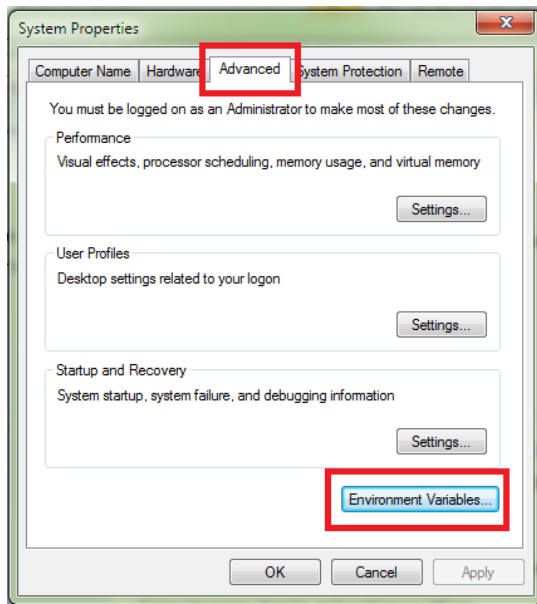 System Properties
Computer Name Hardware Advanced System Protection Remote
You must be logged on as an Administrator to make most of these changes.
Performance
Visual effects, processor scheduling, memory usage, and virtual memory
Settings...
User Profiles
Desktop settings related to your logon
Settings...
Startup and Recovery
System startup, system failure, and debugging information
Settings...
Environment Variables...
OK Cancel Apply